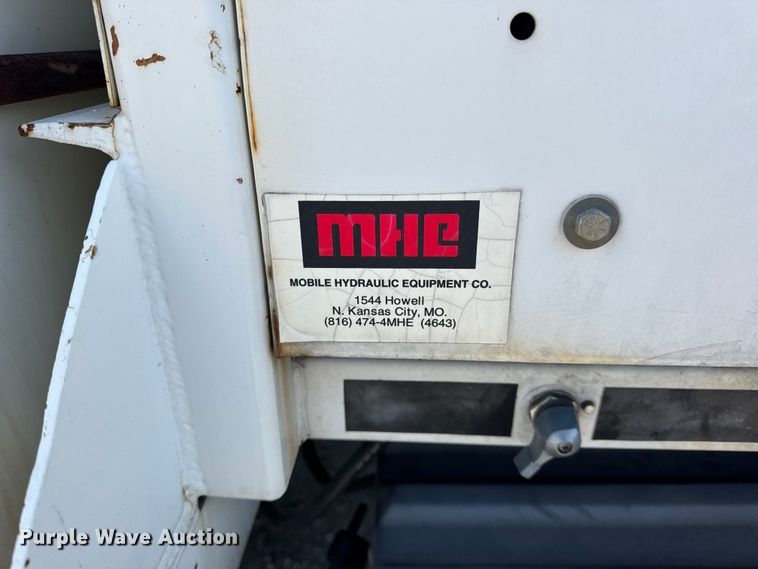 MHE
MOBILE HYDRAULIC EQUIPMENT CO.
1544 Howell
N. Kansas City, MO.
(816) 474-4MHE (4643)
Purple Wave Auction